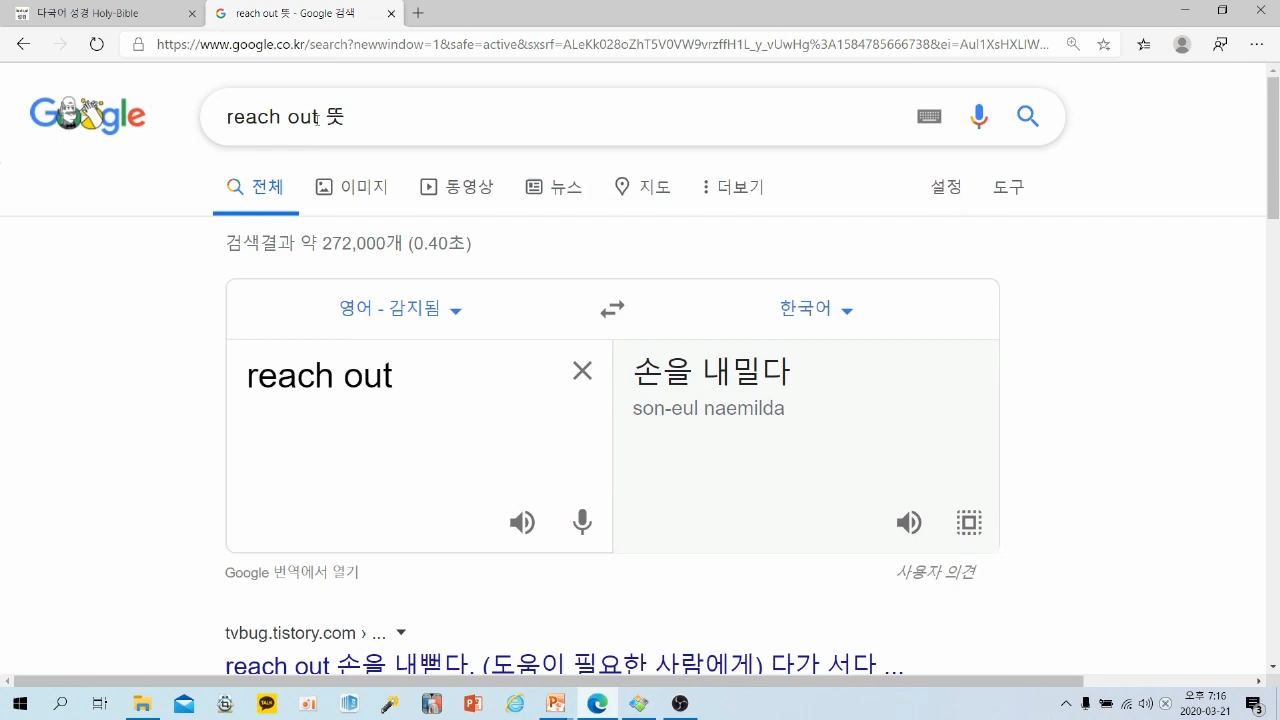 다국어 성경 Holy-Bible
reach out 뜻 - Google 검색
https://www.google.co.kr/search?newwindow=1&safe=active&sxsrf=ALeKk028oZhT5V0VW9vrzffH1L_y_vUwHg%3A1584785666738&ei=AuI1XsHXLIW...
Google
reach out 뜻
전체 이미지 동영상 뉴스 지도 더보기 설정 도구
검색결과 약 272,000개 (0.40초)
영어 - 감지됨 한국어
reach out
손을 내밀다
son-eul naemilda
Google 번역에서 열기
사용자 의견
tvbug.tistory.com › ...
reach out 손을 내뻗다, (도움이 필요한 사람에게) 다가 서다 ...
TALK
오후 7:16
2020-03-21
3